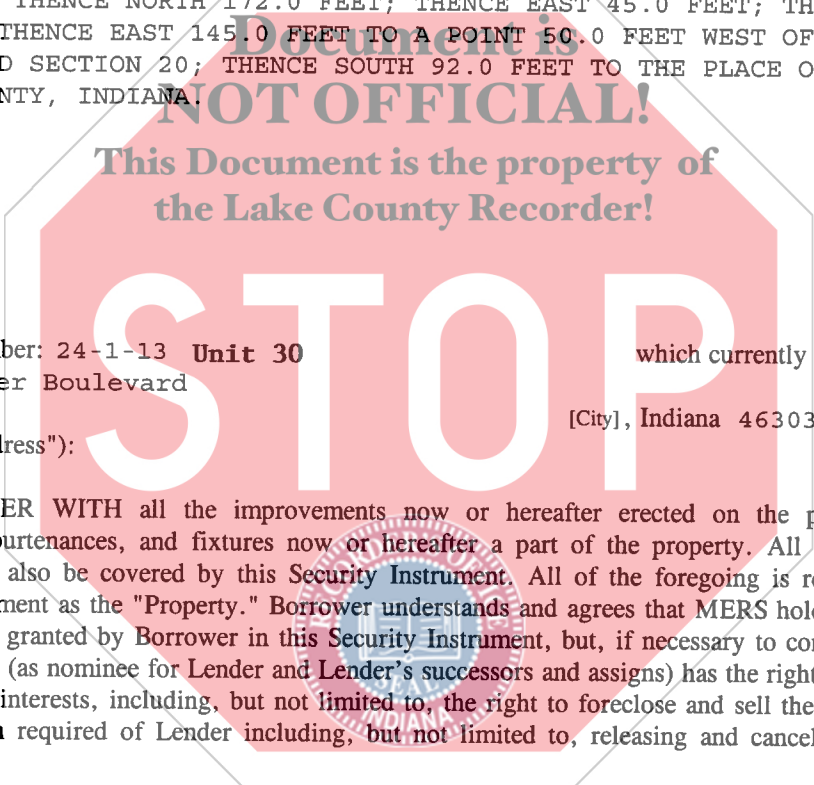 THENCE NORTH 172.0 FEET; THENCE EAST 45.0 FEET; TH
THENCE EAST 145.0 FEET TO A POINT 50.0 FEET WEST OF
D SECTION 20; THENCE SOUTH 92.0 FEET TO THE PLACE O
NTY, INDIANA.
Document is
NOT OFFICIAL!
This Document is the property of
the Lake County Recorder!
STOP
ber: 24-1-13 Unit 30 which currently
er Boulevard
[City], Indiana 46303
dress"):
ER WITH all the improvements now or hereafter erected on the p
purtenances, and fixtures now or hereafter a part of the property. All
also be covered by this Security Instrument. All of the foregoing is re
ment as the "Property." Borrower understands and agrees that MERS hol
granted by Borrower in this Security Instrument, but, if necessary to co
(as nominee for Lender and Lender's successors and assigns) has the right
interests, including, but not limited to, the right to foreclose and sell the
required of Lender including, but not limited to, releasing and cancel
SEAL
INDIANA